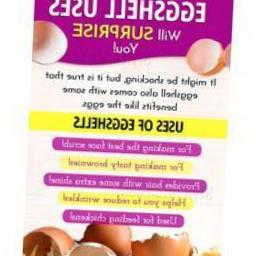 EGGSHELL USES
Will SURPRISE
You!
It might be shocking, but it is true that
eggshell also comes with some
benefits like the eggs
USES OF EGGSHELLS
For making the best face scrub!
For making tasty brownies!
Provides hair with some extra shine!
Helps you to reduce wrinkles!
Used for feeding chickens!